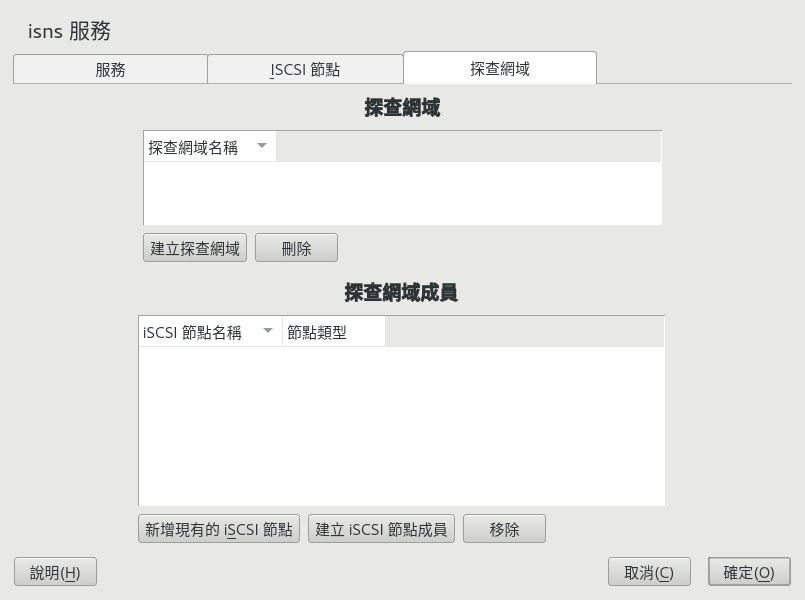 isns 服務
服務
ISCSI 節點
探查網域
探查網域
探查網域名稱
建立探查網域
刪除
探查網域成員
iSCSI 節點名稱
節點類型
新增現有的 iSCSI 節點
建立 iSCSI 節點成員
移除
說明(H)
取消(C)
確定(O)